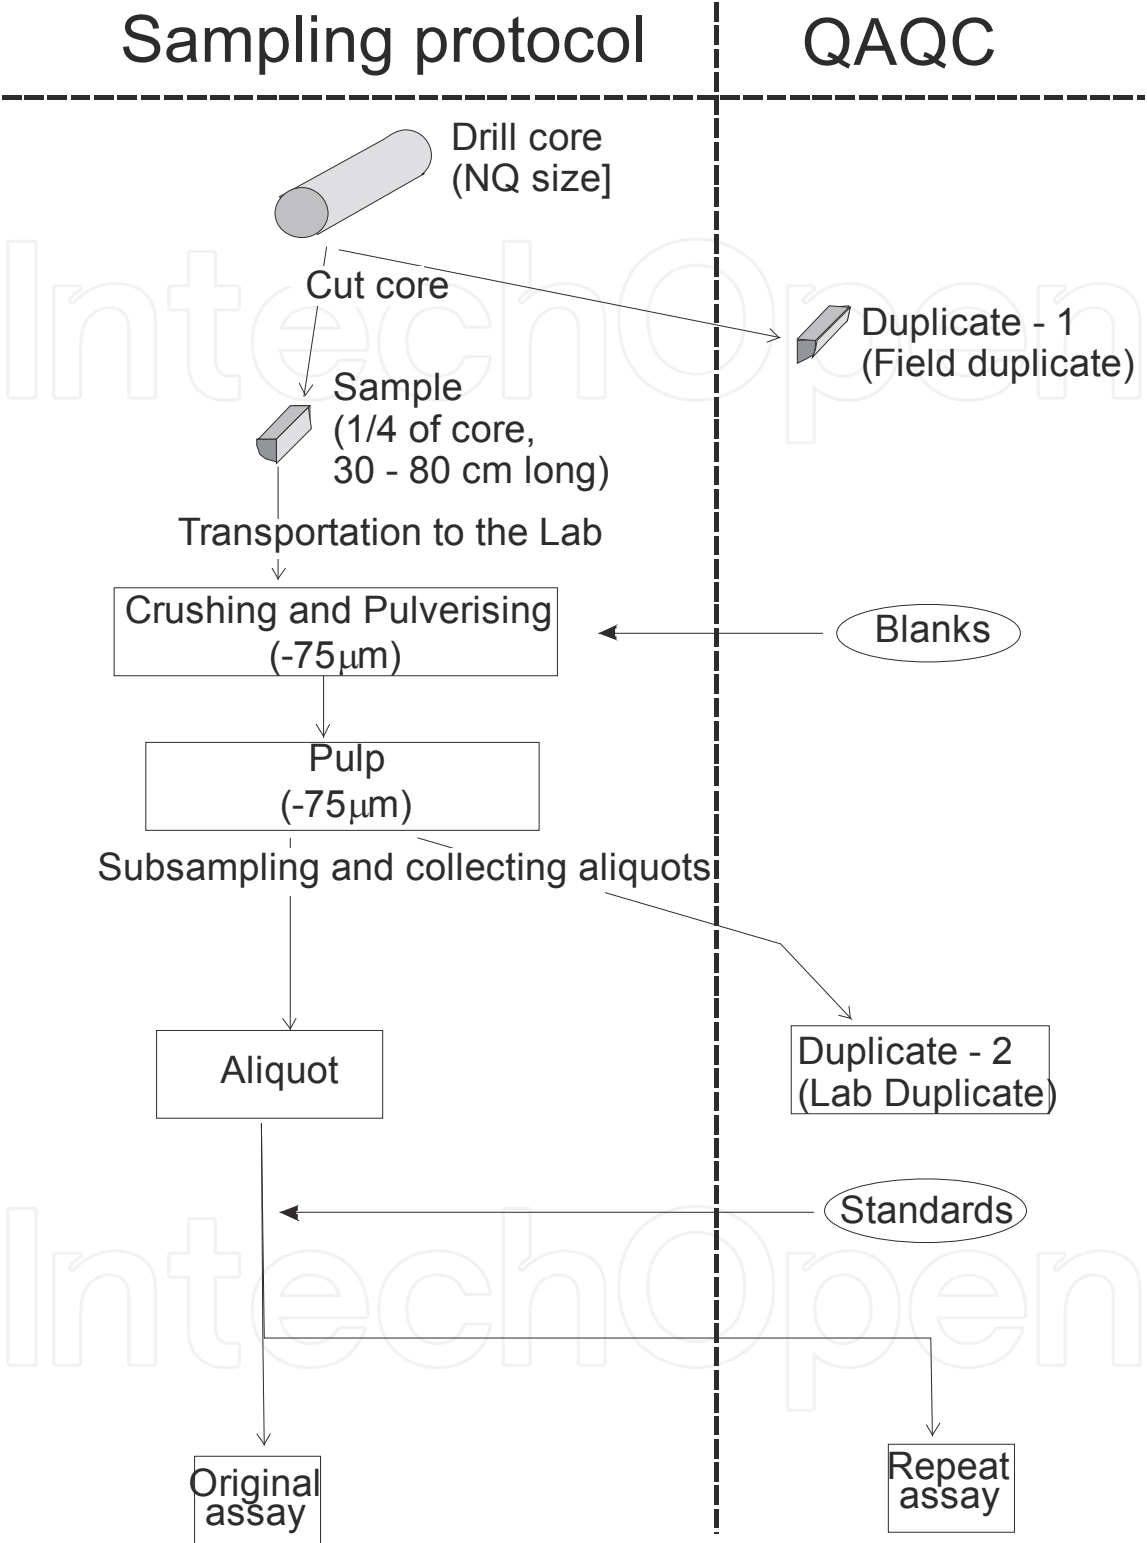 Sampling protocol
QAQC
Drill core
(NQ size]
Cut core
Duplicate - 1
(Field duplicate)
Sample
(1/4 of core,
30 - 80 cm long)
Transportation to the Lab
Crushing and Pulverising
(-75µm)
Blanks
Pulp
(-75µm)
Subsampling and collecting aliquots
Aliquot
Duplicate - 2
(Lab Duplicate)
Standards
Original
assay
Repeat
assay
IntechOpen
IntechOpen